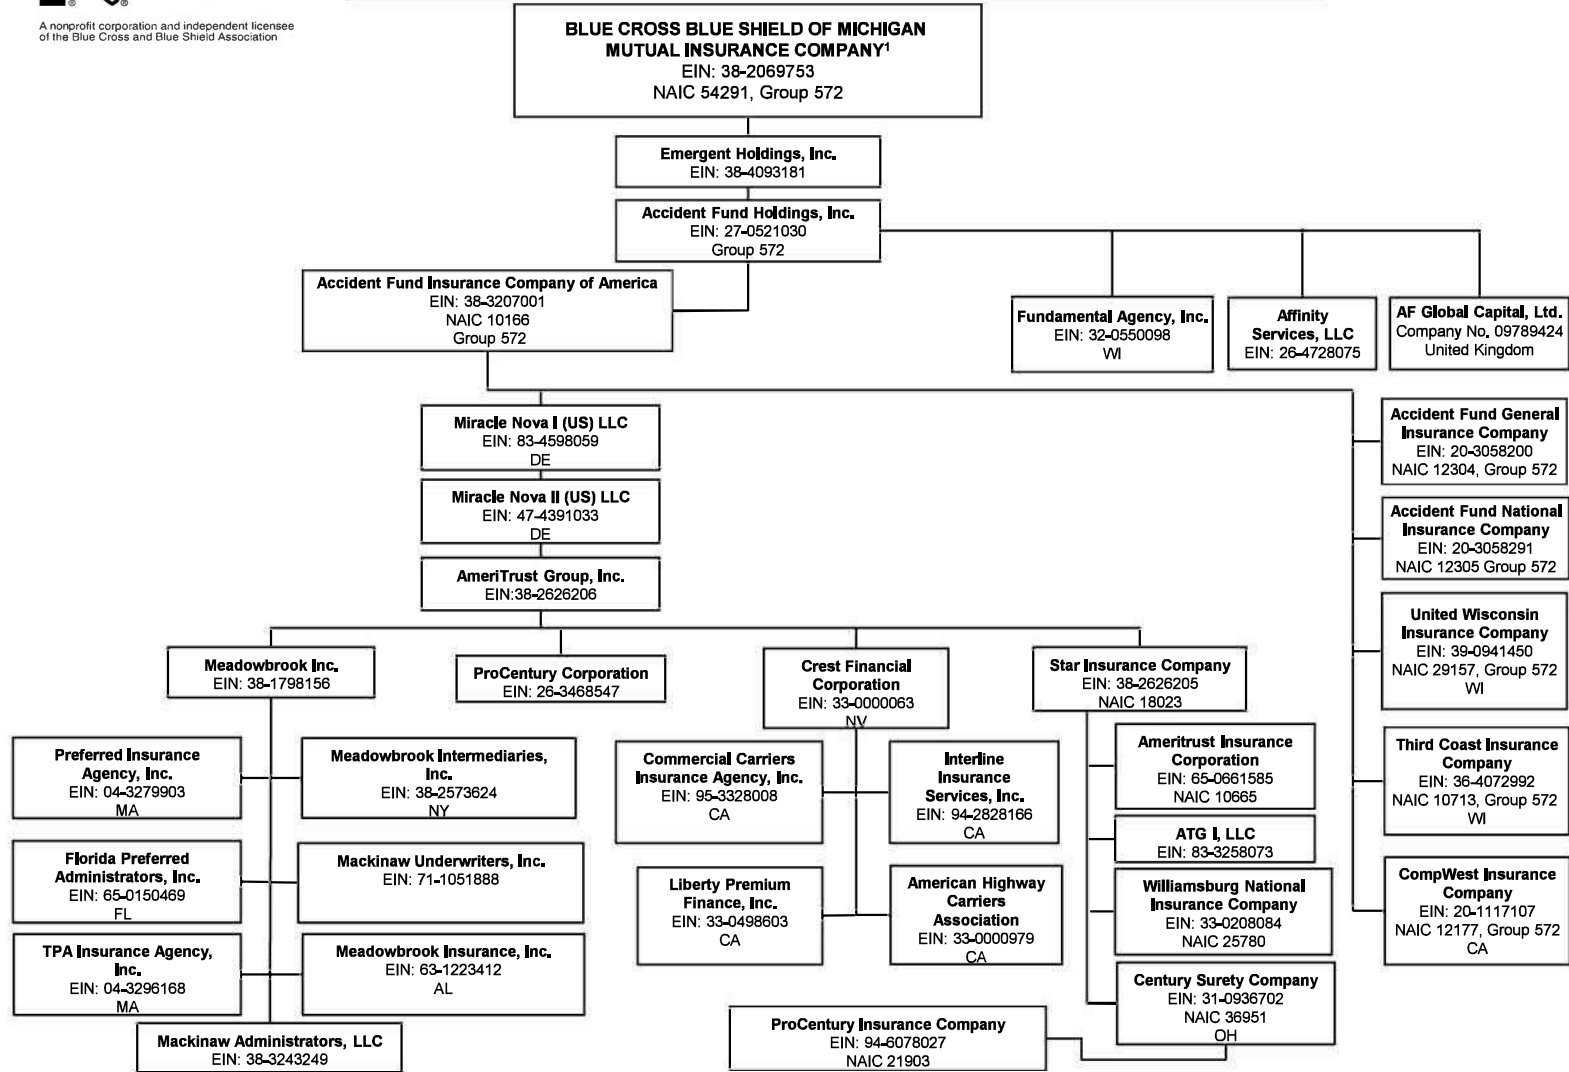 ®
®
A nonprofit corporation and independent licensee
of the Blue Cross and Blue Shield Association
BLUE CROSS BLUE SHIELD OF MICHIGAN
MUTUAL INSURANCE COMPANY¹
EIN: 38-2069753
NAIC 54291, Group 572
Emergent Holdings, Inc.
EIN: 38-4093181
Accident Fund Holdings, Inc.
EIN: 27-0521030
Group 572
Accident Fund Insurance Company of America
EIN: 38-3207001
NAIC 10166
Group 572
Fundamental Agency, Inc.
EIN: 32-0550098
WI
Affinity
Services, LLC
EIN: 26-4728075
AF Global Capital, Ltd.
Company No. 09789424
United Kingdom
Miracle Nova I (US) LLC
EIN: 83-4598059
DE
Miracle Nova II (US) LLC
EIN: 47-4391033
DE
AmeriTrust Group, Inc.
EIN:38-2626206
Accident Fund General
Insurance Company
EIN: 20-3058200
NAIC 12304, Group 572
Accident Fund National
Insurance Company
EIN: 20-3058291
NAIC 12305 Group 572
United Wisconsin
Insurance Company
EIN: 39-0941450
NAIC 29157, Group 572
WI
Third Coast Insurance
Company
EIN: 36-4072992
NAIC 10713, Group 572
WI
CompWest Insurance
Company
EIN: 20-1117107
NAIC 12177, Group 572
CA
Meadowbrook Inc.
EIN: 38-1798156
ProCentury Corporation
EIN: 26-3468547
Crest Financial
Corporation
EIN: 33-0000063
NV
Star Insurance Company
EIN: 38-2626205
NAIC 18023
Preferred Insurance
Agency, Inc.
EIN: 04-3279903
MA
Meadowbrook Intermediaries,
Inc.
EIN: 38-2573624
NY
Florida Preferred
Administrators, Inc.
EIN: 65-0150469
FL
Mackinaw Underwriters, Inc.
EIN: 71-1051888
TPA Insurance Agency,
Inc.
EIN: 04-3296168
MA
Meadowbrook Insurance, Inc.
EIN: 63-1223412
AL
Mackinaw Administrators, LLC
EIN: 38-3243249
Commercial Carriers
Insurance Agency, Inc.
EIN: 95-3328008
CA
Interline
Insurance
Services, Inc.
EIN: 94-2828166
CA
Liberty Premium
Finance, Inc.
EIN: 33-0498603
CA
American Highway
Carriers
Association
EIN: 33-0000979
CA
Ameritrust Insurance
Corporation
EIN: 65-0661585
NAIC 10665
ATG I, LLC
EIN: 83-3258073
Williamsburg National
Insurance Company
EIN: 33-0208084
NAIC 25780
Century Surety Company
EIN: 31-0936702
NAIC 36951
OH
ProCentury Insurance Company
EIN: 94-6078027
NAIC 21903